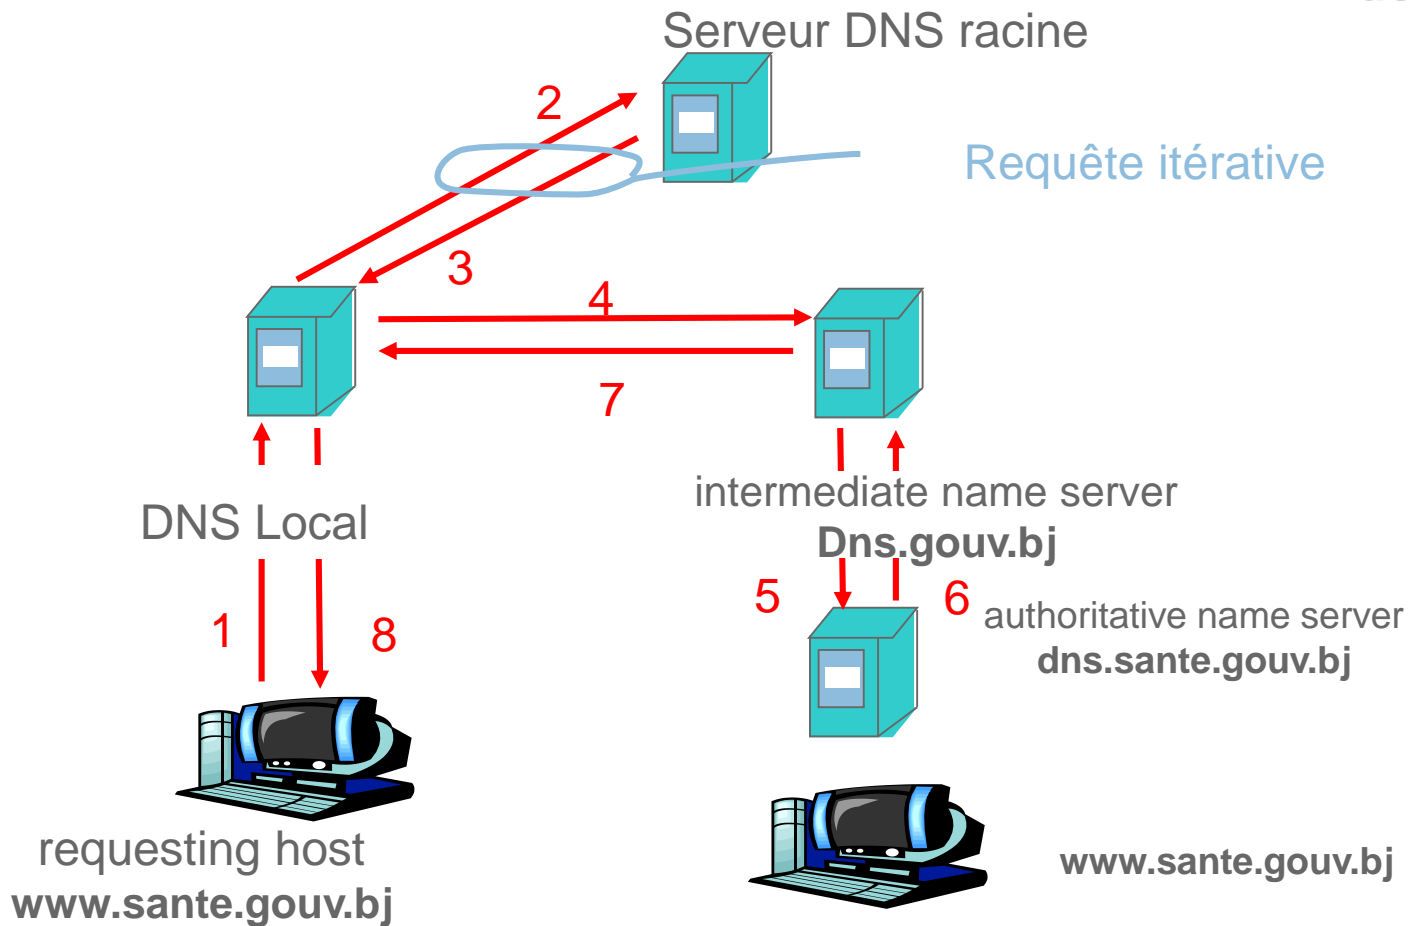 Serveur DNS racine
2
Requête itérative
3
4
7
DNS Local
intermediate name server
Dns.gouv.bj
5
6
authoritative name server
dns.sante.gouv.bj
1
8
requesting host
www.sante.gouv.bj
www.sante.gouv.bj